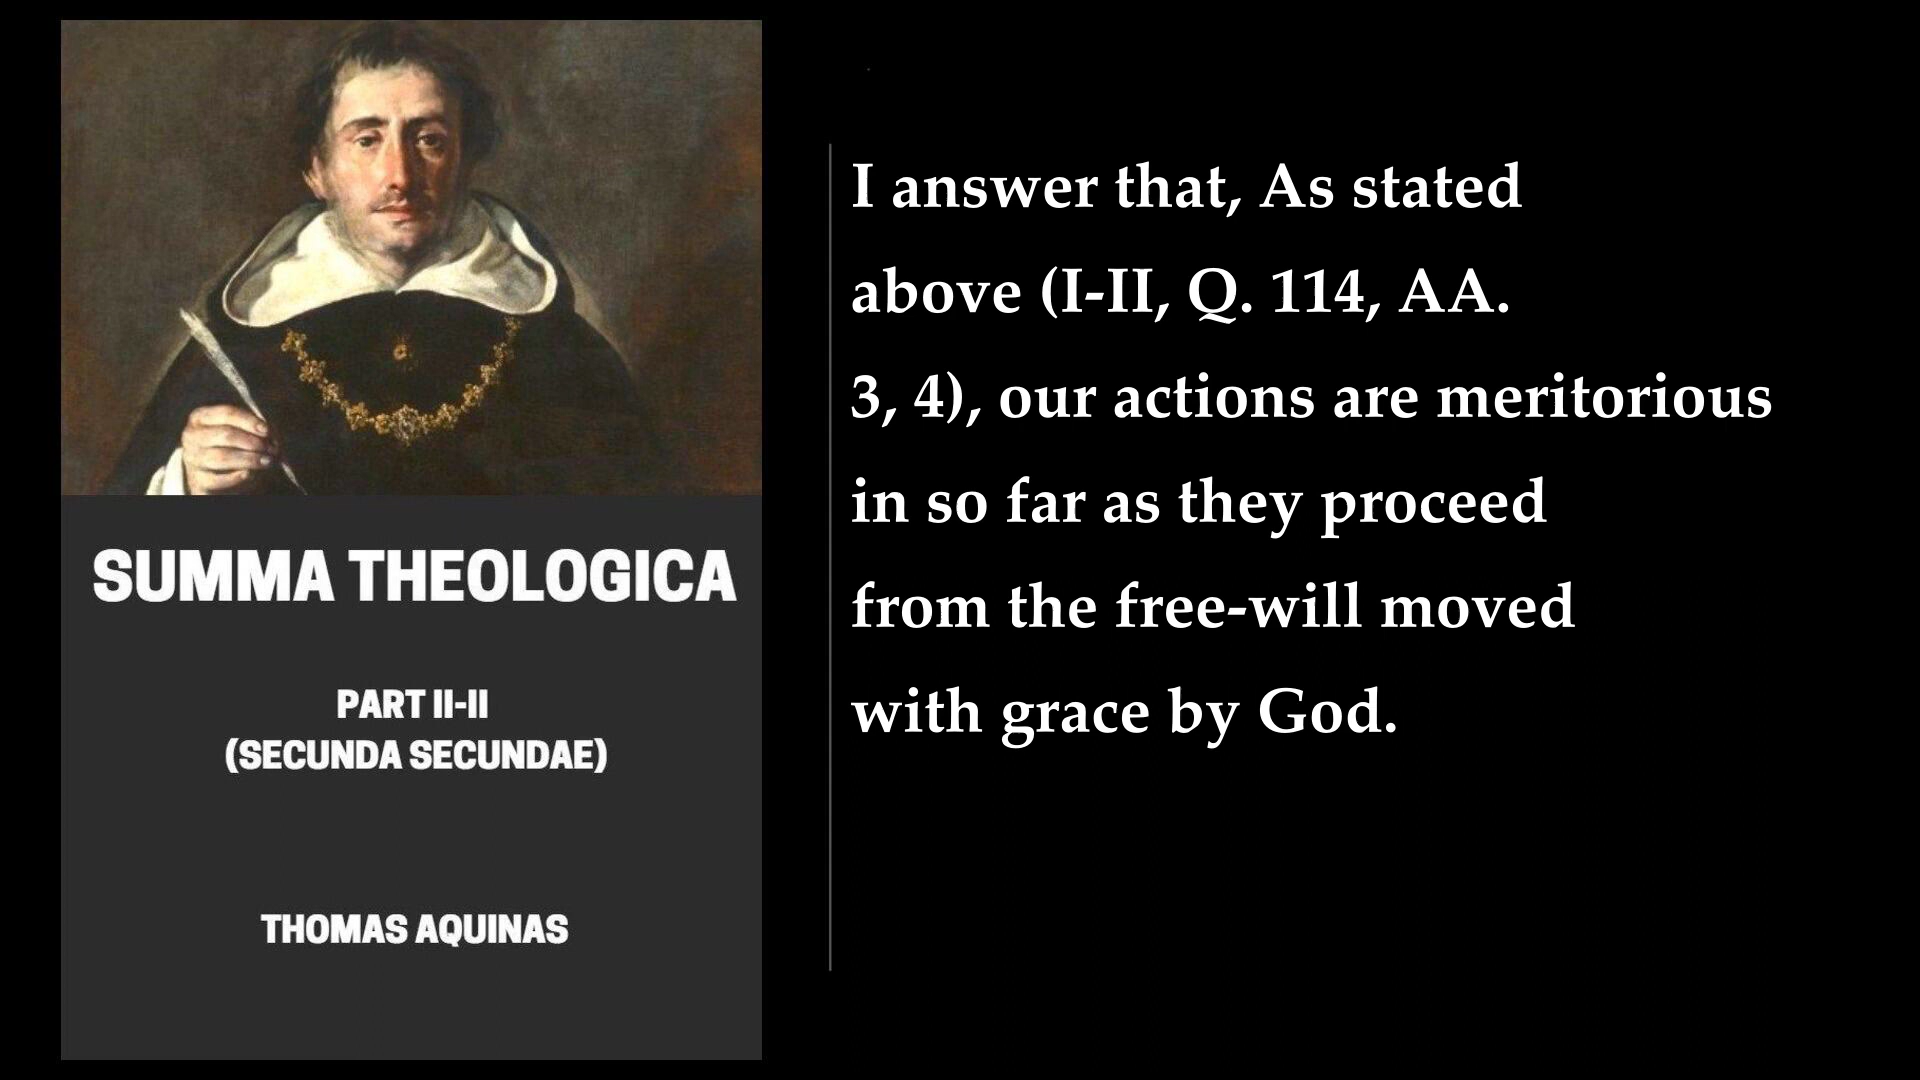 SUMMA THEOLOGICA
PART II-II
(SECUNDA SECUNDAE)
THOMAS AQUINAS
I answer that, As stated
above (I-II, Q. 114, AA.
3, 4), our actions are meritorious
in so far as they proceed
from the free-will moved
with grace by God.